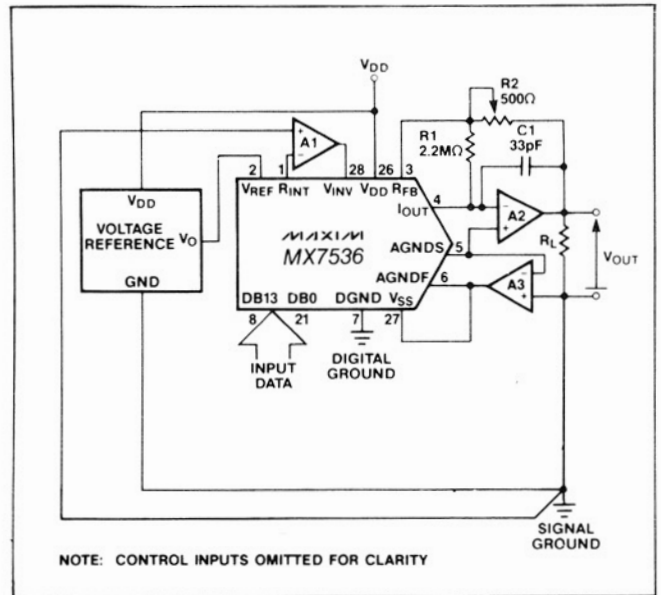 VDD
R2
500Ω
R1
2.2MΩ
C1
33pF
+
A1
−
2 1 28 26 3
VREF RINT VINV VDD RFB
4
IOUT
VDD
VOLTAGE
REFERENCE
VO
GND
MAXIM
MX7536
−
A2
+
RL
VOUT
AGNDS 5
AGNDF 6
−
A3
+
DB13 DB0 DGND VSS
8 21 7 27
INPUT
DATA
DIGITAL
GROUND
SIGNAL
GROUND
NOTE: CONTROL INPUTS OMITTED FOR CLARITY